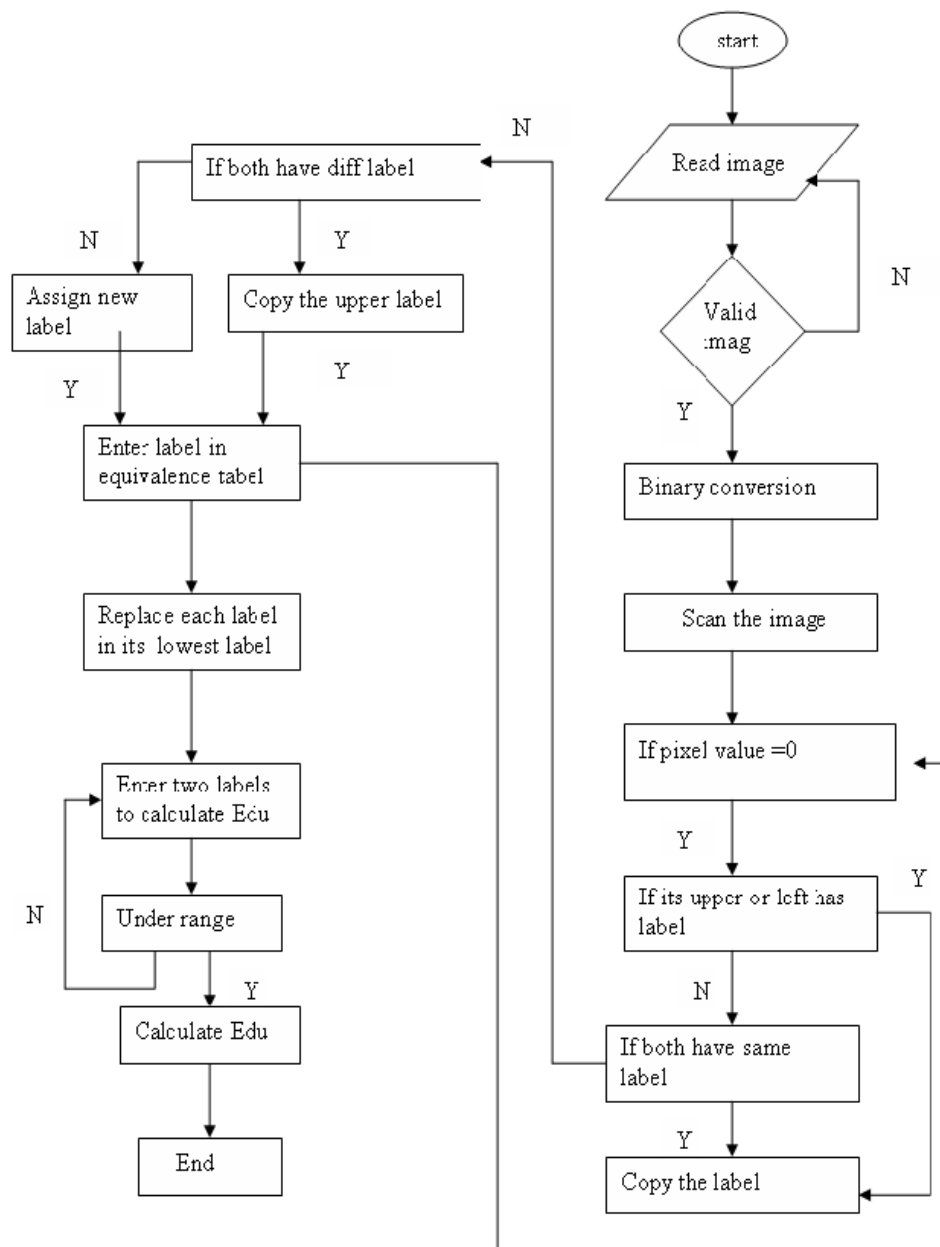 start
Read image
N
Valid
:mag
Y
Binary conversion
Scan the image
If pixel value =0
Y
If its upper or left has
label
Y
N
If both have same
label
Y
Copy the label
N
If both have diff label
N
Y
Assign new
label
Copy the upper label
Y
Y
Enter label in
equivalence tabel
Replace each label
in its lowest label
Enter two labels
to calculate Edu
N
Under range
Y
Calculate Edu
End